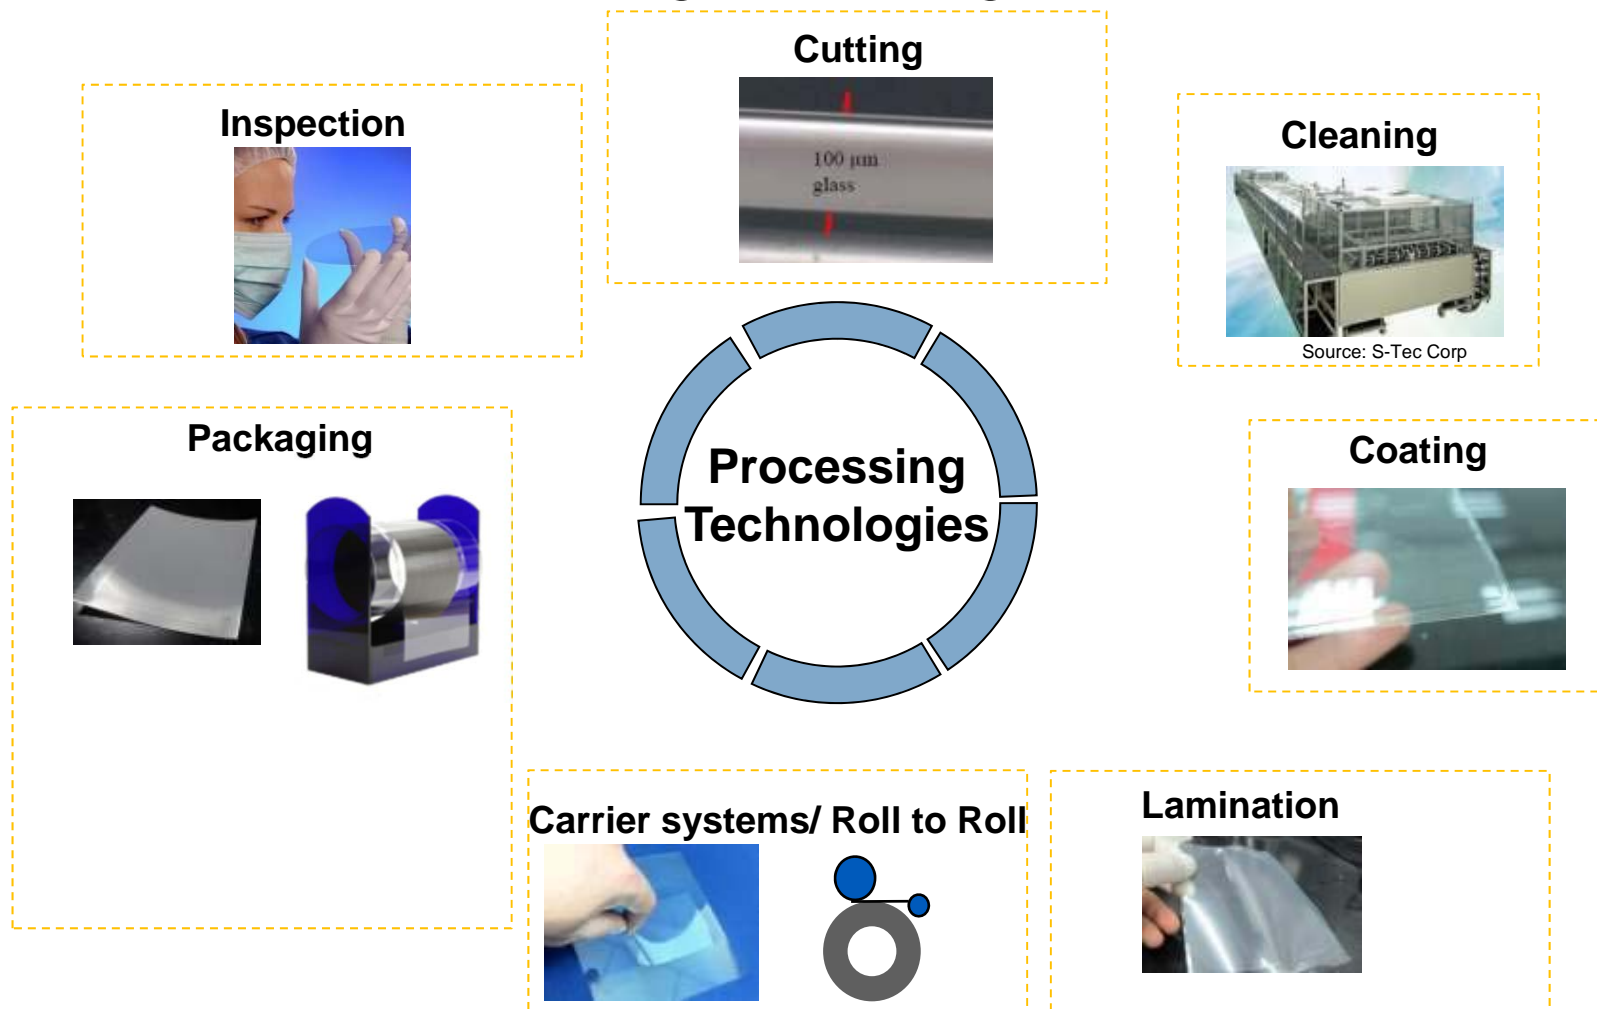 Cutting
100 μm
glass
Inspection
Cleaning
Source: S-Tec Corp
Packaging
Processing
Technologies
Coating
Carrier systems/ Roll to Roll
Lamination